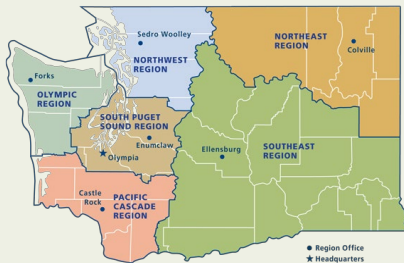 Sedro Woolley
NORTHWEST
REGION
NORTHEAST
REGION
Colville
Forks
OLYMPIC
REGION
SOUTH PUGET
SOUND REGION
Enumclaw
Olympia
Ellensburg
SOUTHEAST
REGION
Castle
Rock
PACIFIC
CASCADE
REGION
Region Office
Headquarters